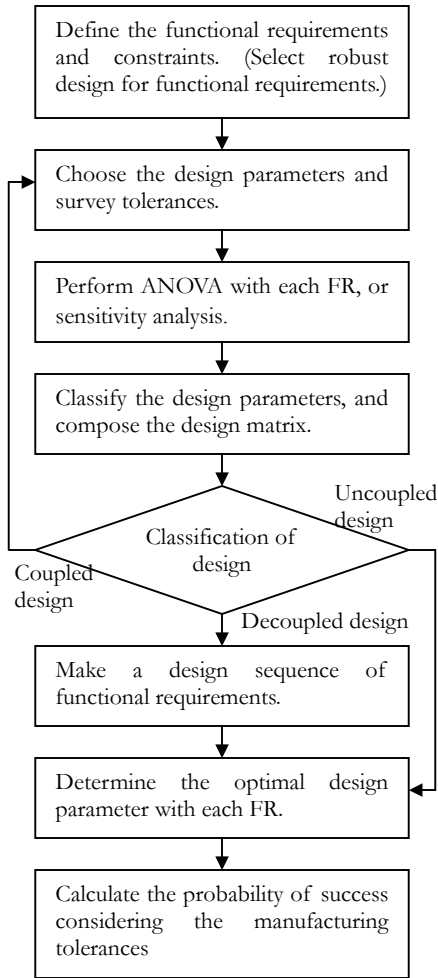 Define the functional requirements
and constraints. (Select robust
design for functional requirements.)
Choose the design parameters and
survey tolerances.
Perform ANOVA with each FR, or
sensitivity analysis.
Classify the design parameters, and
compose the design matrix.
Uncoupled
design
Classification of
design
Coupled
design
Decoupled design
Make a design sequence of
functional requirements.
Determine the optimal design
parameter with each FR.
Calculate the probability of success
considering the manufacturing
tolerances